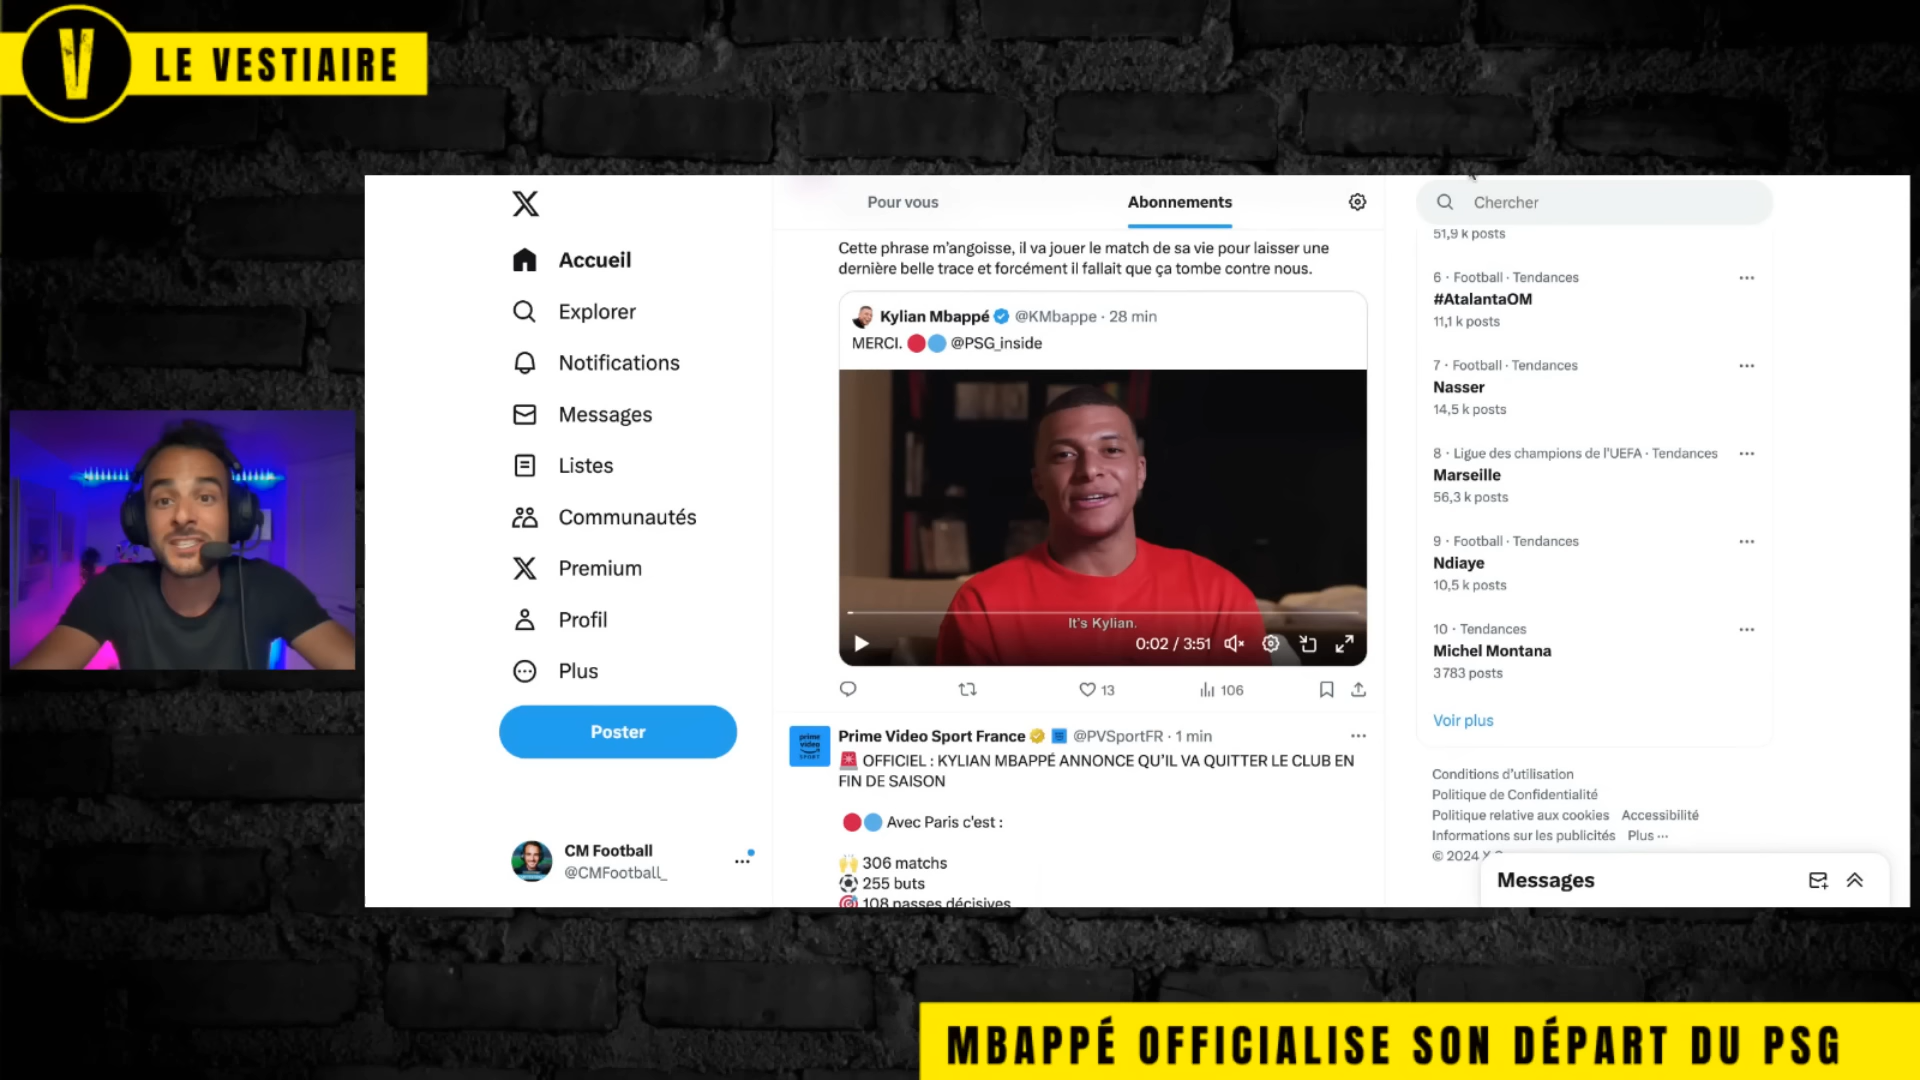 V
LE VESTIAIRE
X
Accueil
Explorer
Notifications
Messages
Listes
Communautés
Premium
Profil
Plus
Poster
CM Football
@CMFootball_
Pour vous
Abonnements
Cette phrase m'angoisse, il va jouer le match de sa vie pour laisser une
dernière belle trace et forcément il fallait que ça tombe contre nous.
Kylian Mbappé @KMbappe · 28 min
MERCI. 🔴🔵 @PSG_inside
It's Kylian.
0:02 / 3:51
13
106
prime
video
SPORT
Prime Video Sport France @PVSportFR · 1 min
🚨 OFFICIEL : KYLIAN MBAPPÉ ANNONCE QU'IL VA QUITTER LE CLUB EN
FIN DE SAISON
🔴🔵 Avec Paris c'est :
🙌 306 matchs
⚽ 255 buts
🎯 108 passes décisives
Chercher
51,9 k posts
6 · Football · Tendances
#AtalantaOM
11,1 k posts
7 · Football · Tendances
Nasser
14,5 k posts
8 · Ligue des champions de l'UEFA · Tendances
Marseille
56,3 k posts
9 · Football · Tendances
Ndiaye
10,5 k posts
10 · Tendances
Michel Montana
3 783 posts
Voir plus
Conditions d'utilisation
Politique de Confidentialité
Politique relative aux cookies Accessibilité
Informations sur les publicités Plus ···
© 2024 X
Messages
MBAPPÉ OFFICIALISE SON DÉPART DU PSG